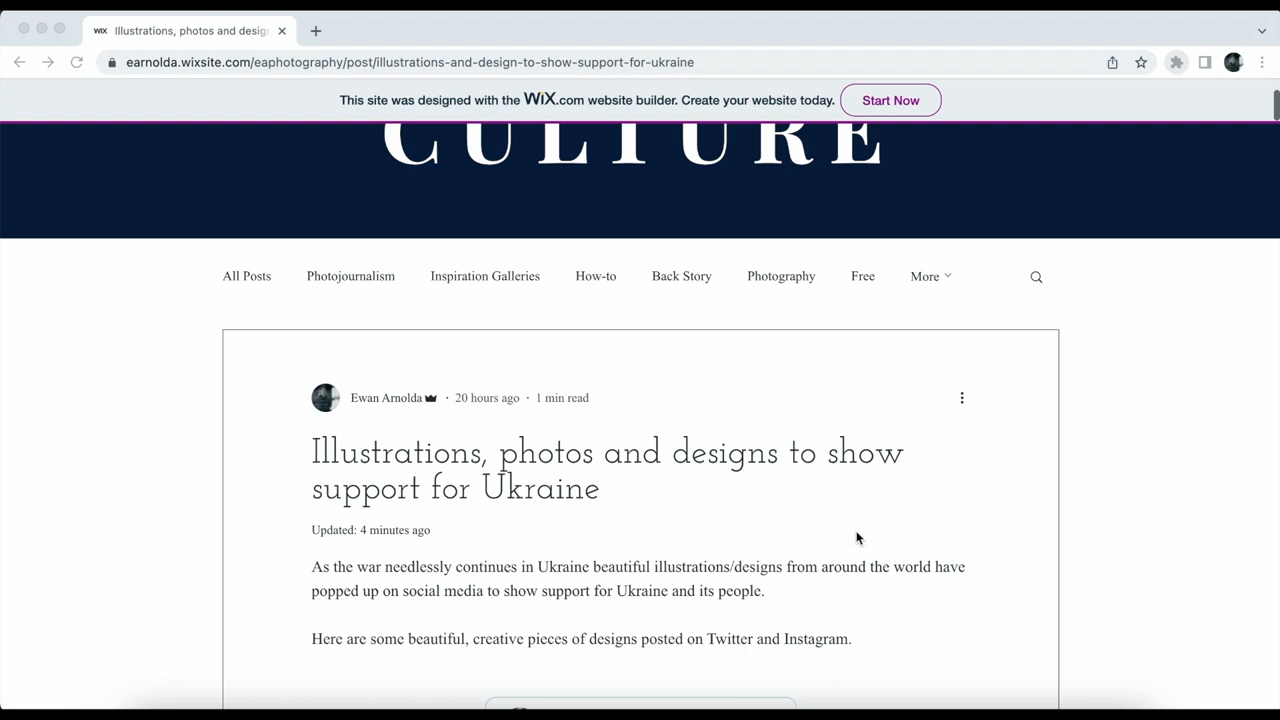 WIX Illustrations, photos and desig
earnolda.wixsite.com/eaphotography/post/illustrations-and-design-to-show-support-for-ukraine
This site was designed with the WiX.com website builder. Create your website today. Start Now
CULTURE
All Posts Photojournalism Inspiration Galleries How-to Back Story Photography Free More
Ewan Arnolda · 20 hours ago · 1 min read
Illustrations, photos and designs to show
support for Ukraine
Updated: 4 minutes ago
As the war needlessly continues in Ukraine beautiful illustrations/designs from around the world have
popped up on social media to show support for Ukraine and its people.
Here are some beautiful, creative pieces of designs posted on Twitter and Instagram.